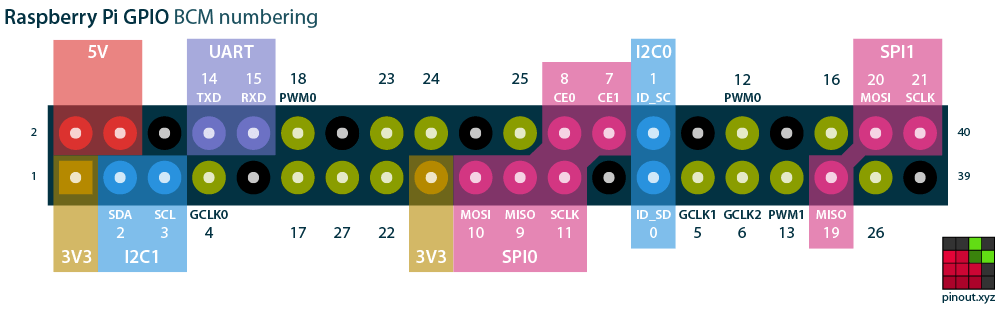 Raspberry Pi GPIO BCM numbering
5V UART I2C0 SPI1
14 15 18 23 24 25 8 7 1 12 16 20 21
TXD RXD PWM0 CE0 CE1 ID_SC PWM0 MOSI SCLK
2 40
1 39
SDA SCL GCLK0 MOSI MISO SCLK ID_SD GCLK1 GCLK2 PWM1 MISO
2 3 4 17 27 22 10 9 11 0 5 6 13 19 26
3V3 I2C1 3V3 SPI0
pinout.xyz